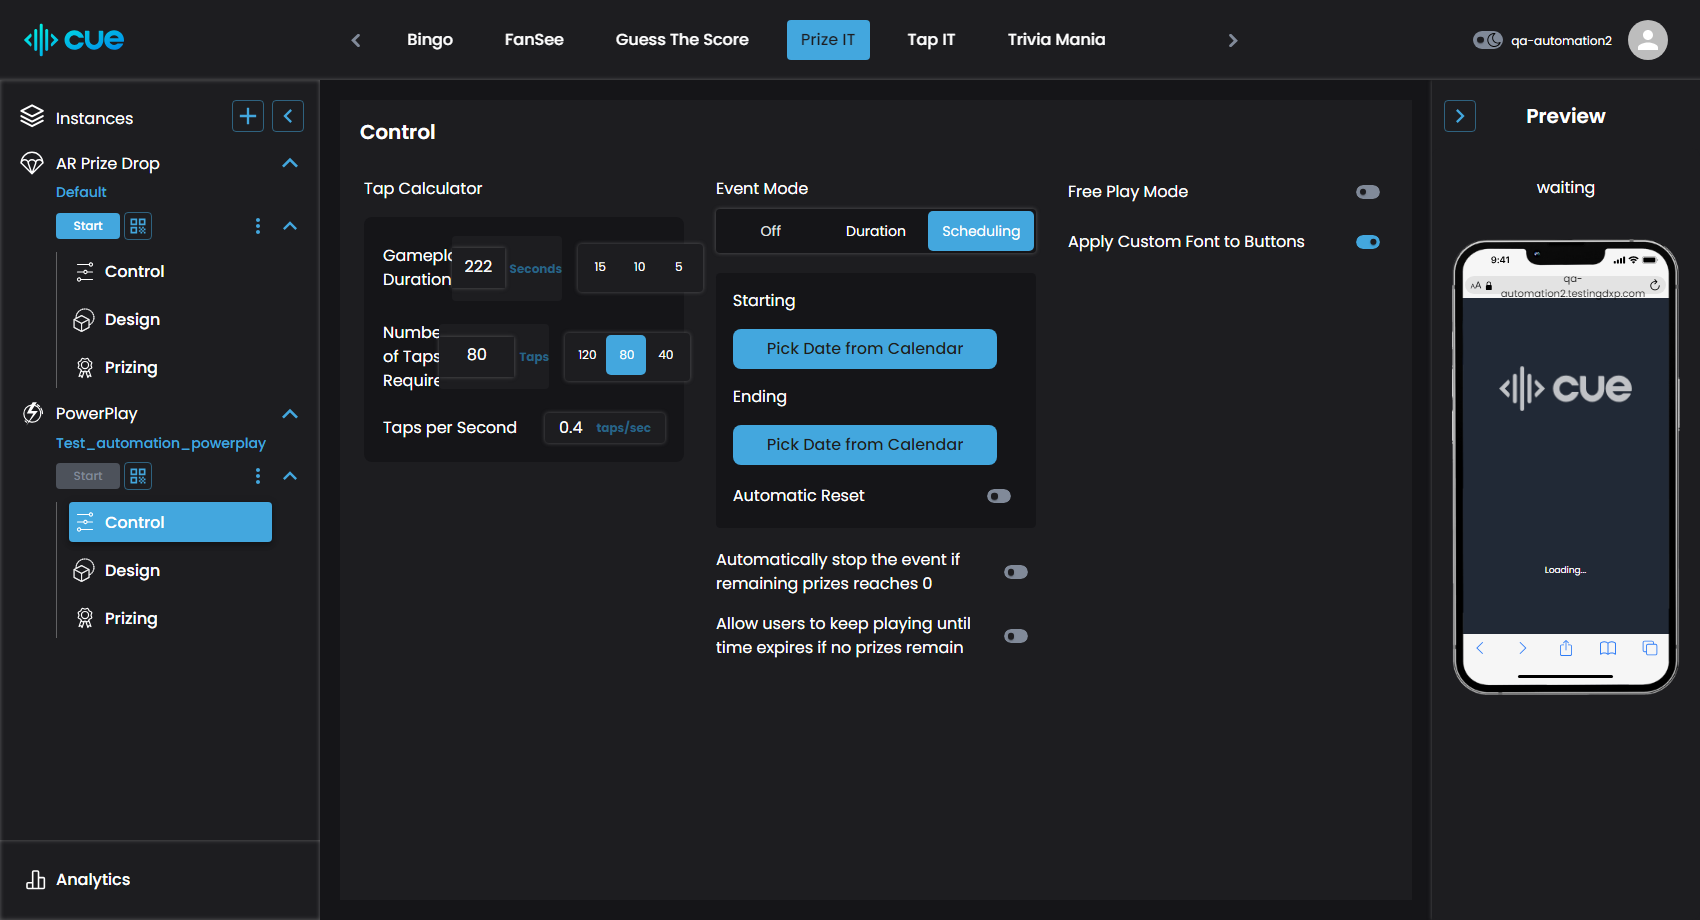 cue
Bingo
FanSee
Guess The Score
Prize IT
Tap IT
Trivia Mania
qa-automation2
Instances
AR Prize Drop
Default
Start
Control
Design
Prizing
PowerPlay
Test_automation_powerplay
Start
Control
Design
Prizing
Analytics
Control
Tap Calculator
Gamepl
Duration
222
Seconds
15
10
5
Numbe
of Taps
Require
80
Taps
120
80
40
Taps per Second
0.4
taps/sec
Event Mode
Off
Duration
Scheduling
Starting
Pick Date from Calendar
Ending
Pick Date from Calendar
Automatic Reset
Automatically stop the event if
remaining prizes reaches 0
Allow users to keep playing until
time expires if no prizes remain
Free Play Mode
Apply Custom Font to Buttons
Preview
waiting
9:41
AA
qa-
automation2.testingdxp.com
cue
Loading...